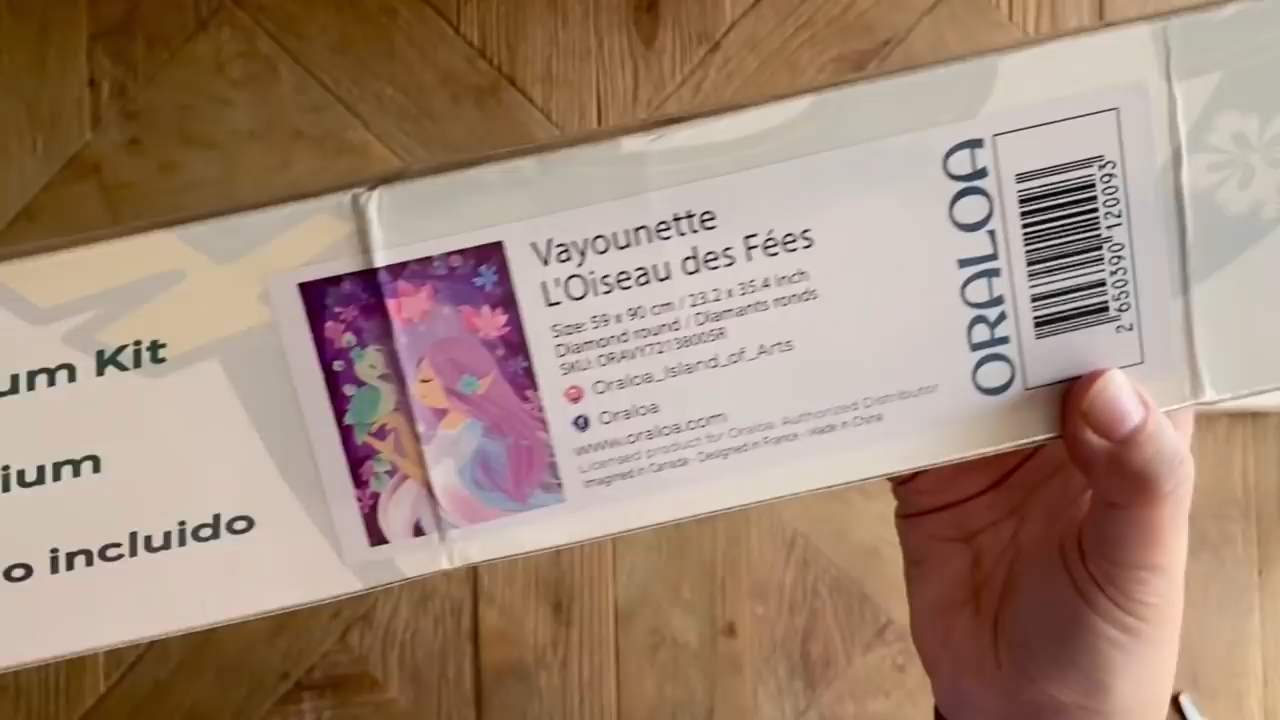 um Kit
ium
o incluido
Vayounette
L'Oiseau des Fées
Size: 59 x 90 cm / 23.2 x 35.4 inch
Diamond round / Diamants ronds
SKU:
Oraloa_Island_of_Arts
Oraloa
www.oraloa.com
Licensed product for Oraloa Authorized Distributor
Imagined in Canada - Designed in France - Made in China
ORALOA
2 650390 120093